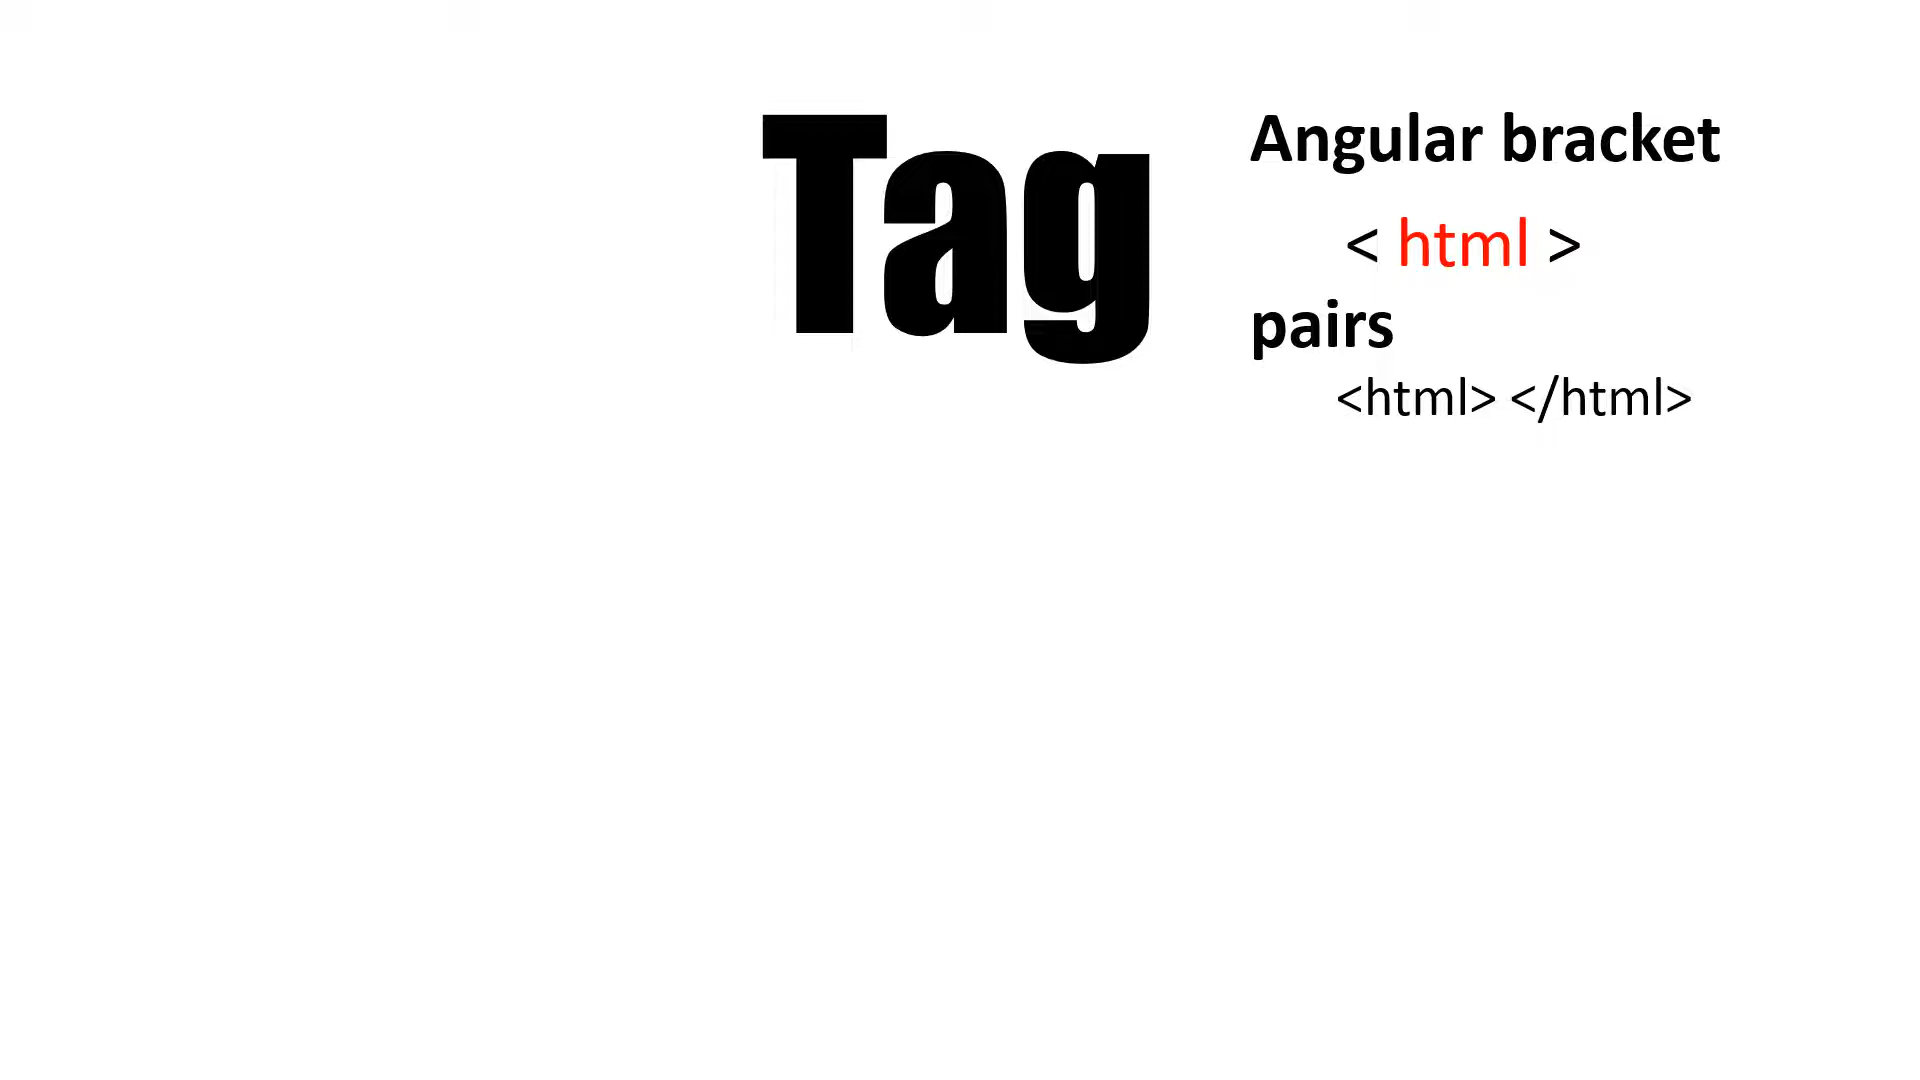 Tag
Angular bracket
< html >
pairs
<html> </html>